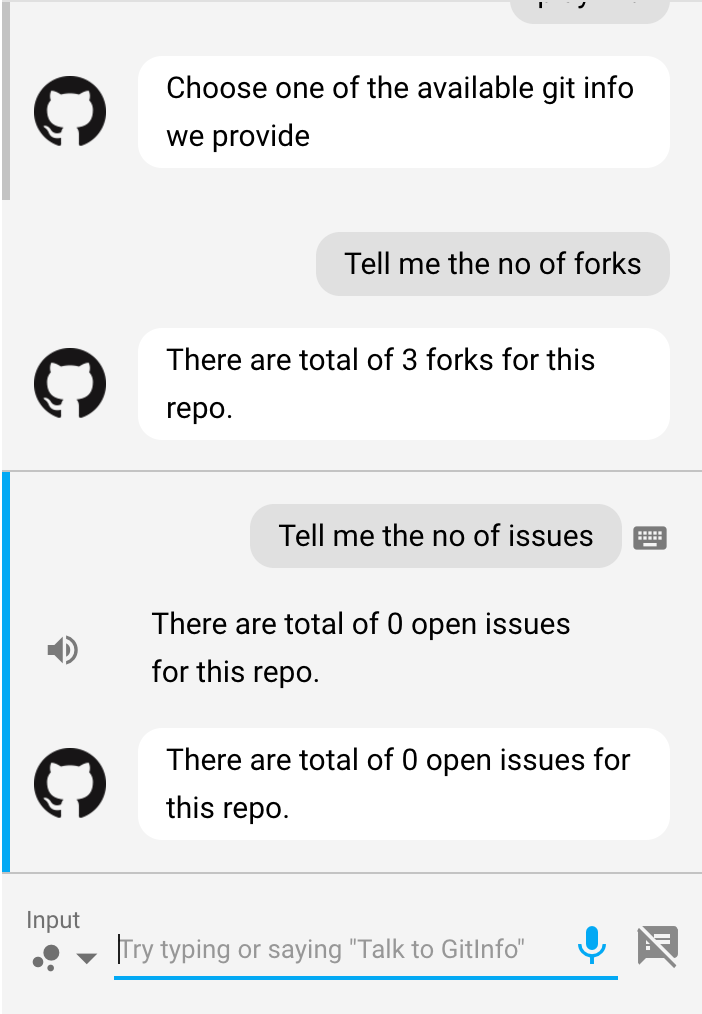 Choose one of the available git info
we provide
Tell me the no of forks
There are total of 3 forks for this
repo.
Tell me the no of issues
There are total of 0 open issues
for this repo.
There are total of 0 open issues for
this repo.
Input
Try typing or saying "Talk to GitInfo"